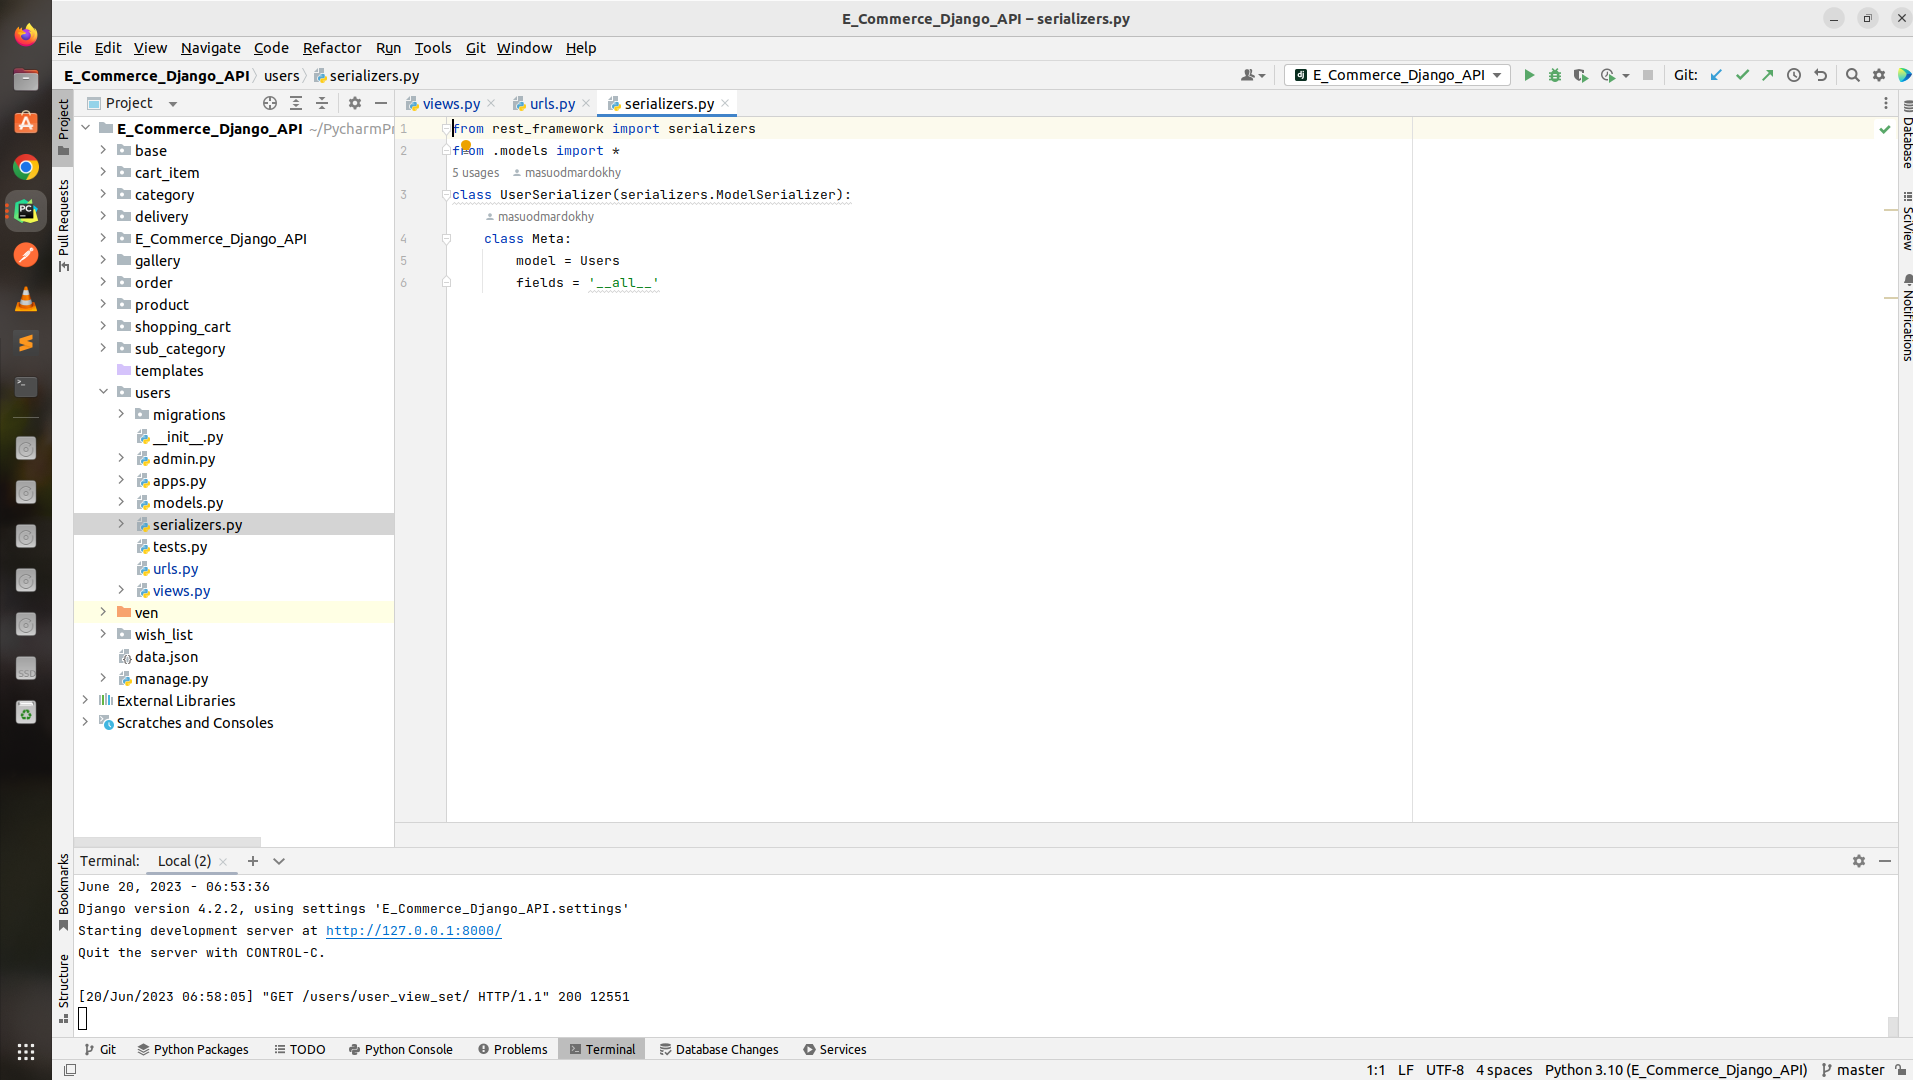 E_Commerce_Django_API – serializers.py
File Edit View Navigate Code Refactor Run Tools Git Window Help
E_Commerce_Django_API users serializers.py
E_Commerce_Django_API Git:
Project
views.py urls.py serializers.py
E_Commerce_Django_API ~/PycharmPr
base
cart_item
category
delivery
E_Commerce_Django_API
gallery
order
product
shopping_cart
sub_category
templates
users
migrations
__init__.py
admin.py
apps.py
models.py
serializers.py
tests.py
urls.py
views.py
ven
wish_list
data.json
manage.py
External Libraries
Scratches and Consoles
1 from rest_framework import serializers
2 from .models import *
5 usages masuodmardokhy
3 class UserSerializer(serializers.ModelSerializer):
masuodmardokhy
4 class Meta:
5 model = Users
6 fields = '__all__'
Project
Pull Requests
Bookmarks
Structure
Database
SciView
Notifications
SSD
Terminal: Local (2)
June 20, 2023 - 06:53:36
Django version 4.2.2, using settings 'E_Commerce_Django_API.settings'
Starting development server at http://127.0.0.1:8000/
Quit the server with CONTROL-C.
[20/Jun/2023 06:58:05] "GET /users/user_view_set/ HTTP/1.1" 200 12551
Git Python Packages TODO Python Console Problems Terminal Database Changes Services
1:1 LF UTF-8 4 spaces Python 3.10 (E_Commerce_Django_API) master